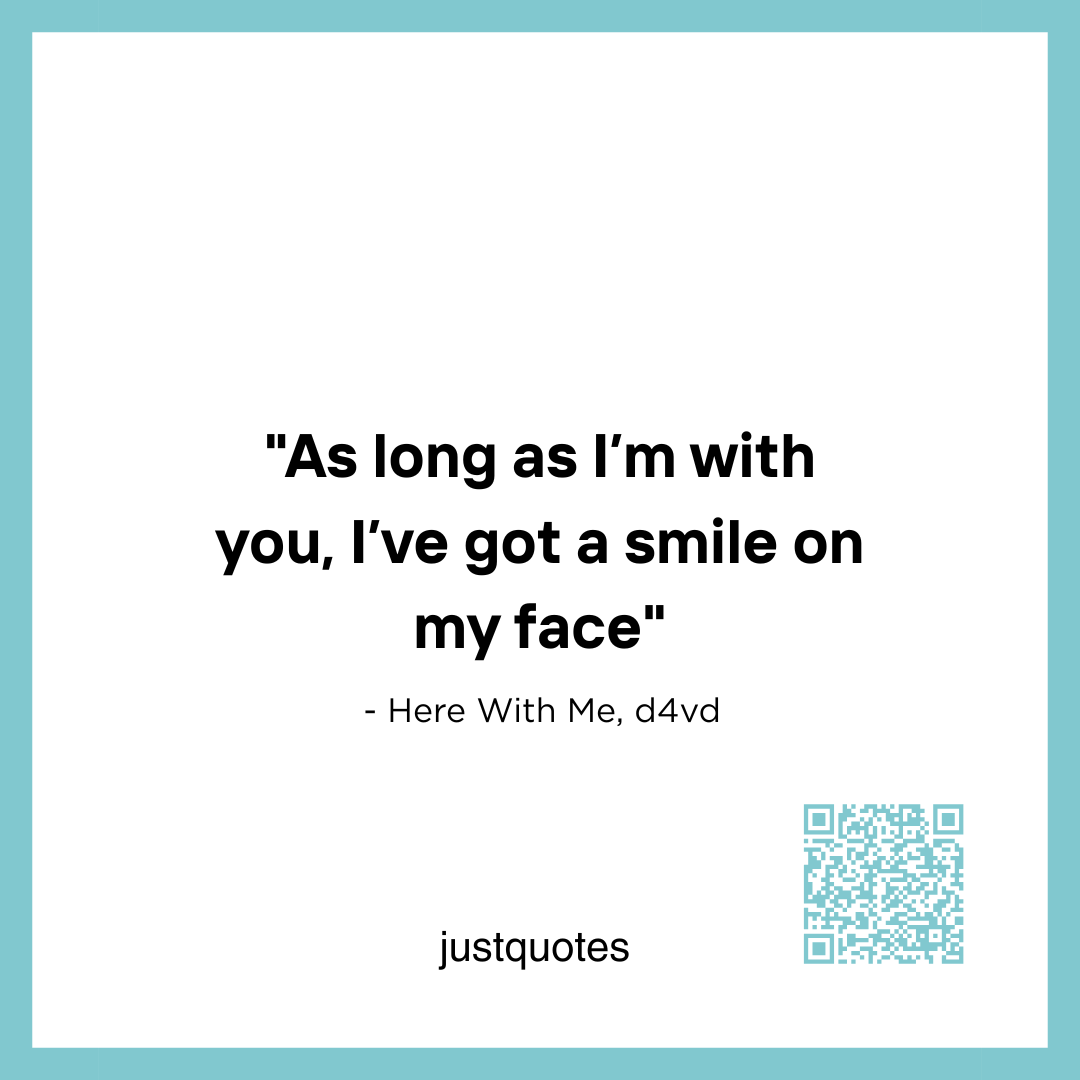 "As long as I’m with
you, I’ve got a smile on
my face"
- Here With Me, d4vd
justquotes